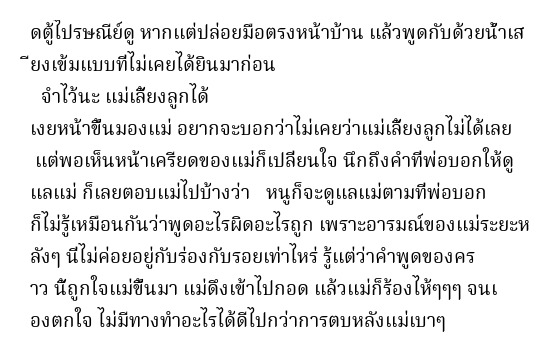 ดตู้ไปรษณีย์ดู หากแต่ปล่อยมือตรงหน้าบ้าน แล้วพูดกับด้วยน้ำเส
ียงเข้มแบบที่ไม่เคยได้ยินมาก่อน
จำไว้นะ แม่เลี้ยงลูกได้
เงยหน้าขึ้นมองแม่ อยากจะบอกว่าไม่เคยว่าแม่เลี้ยงลูกไม่ได้เลย
แต่พอเห็นหน้าเครียดของแม่ก็เปลี่ยนใจ นึกถึงคำที่พ่อบอกให้ดู
แลแม่ ก็เลยตอบแม่ไปบ้างว่า หนูก็จะดูแลแม่ตามที่พ่อบอก
ก็ไม่รู้เหมือนกันว่าพูดอะไรผิดอะไรถูก เพราะอารมณ์ของแม่ระยะห
ลังๆ นี่ไม่ค่อยอยู่กับร่องกับรอยเท่าไหร่ รู้แต่ว่าคำพูดของคร
าว นี้ถูกใจแม่ขึ้นมา แม่ดึงเข้าไปกอด แล้วแม่ก็ร้องไห้ๆๆๆ จนเ
องตกใจ ไม่มีทางทำอะไรได้ดีไปกว่าการตบหลังแม่เบาๆ